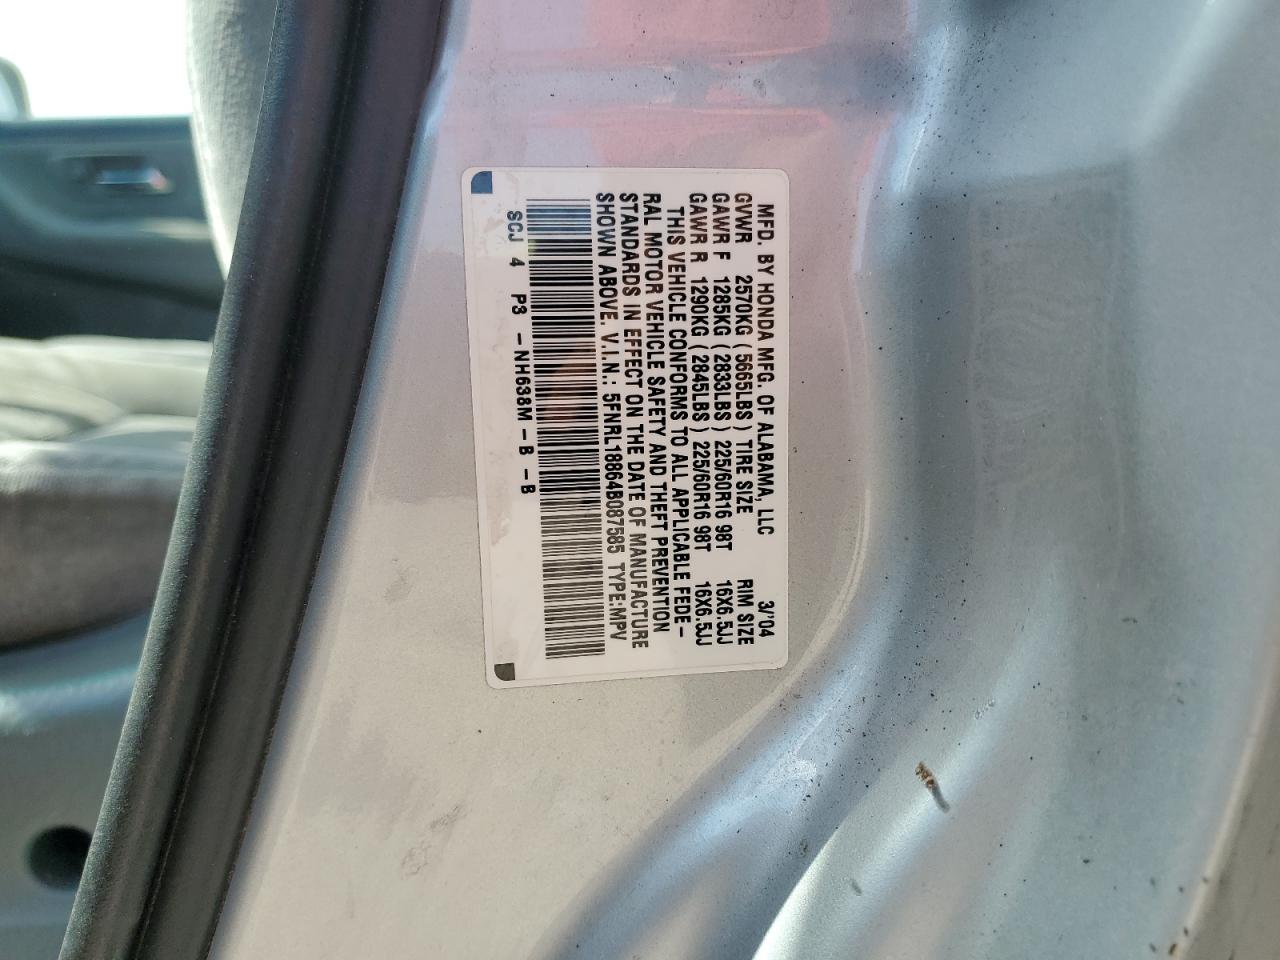 MFD. BY HONDA MFG. OF ALABAMA, LLC 3/'04
GVWR 2570KG (5665LBS) TIRE SIZE RIM SIZE
GAWR F 1285KG (2833LBS) 225/60R16 98T 16X6.5JJ
GAWR R 1290KG (2845LBS) 225/60R16 98T 16X6.5JJ
THIS VEHICLE CONFORMS TO ALL APPLICABLE FEDE-
RAL MOTOR VEHICLE SAFETY AND THEFT PREVENTION
STANDARDS IN EFFECT ON THE DATE OF MANUFACTURE
SHOWN ABOVE. V.I.N.: 5FNRL18864B087585 TYPE:MPV
SCJ 4 P3 -NH638M-B -B